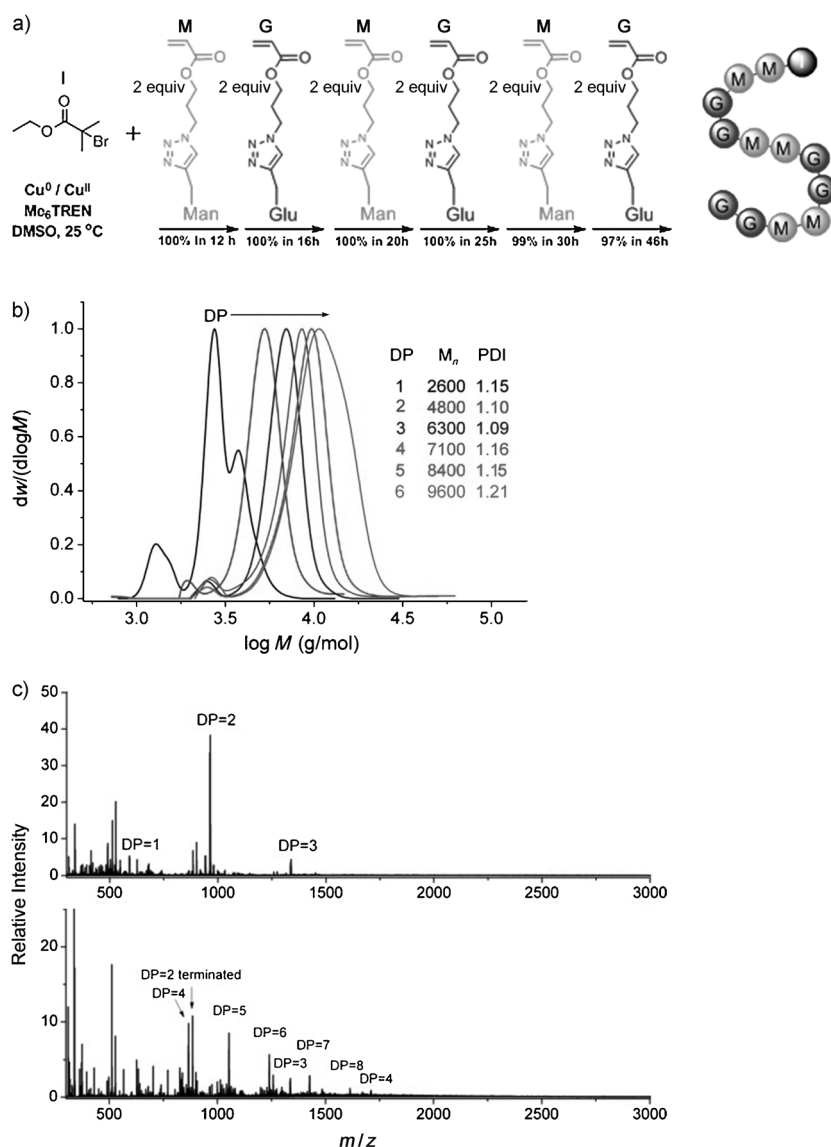 a)
M G M G M G
I
O O O O O O O
O O O O O O O
Br
+
2 equiv 2 equiv 2 equiv 2 equiv 2 equiv 2 equiv
N N N N N N
N N N N N N
N N N N N N
Cu⁰ / Cuᴵᴵ
Me₆TREN
DMSO, 25 °C
Man Glu Man Glu Man Glu
100% In 12 h 100% in 16h 100% in 20h 100% in 25h 99% in 30h 97% in 46h
M M I
G
G M M G
G
G G M M
b)
DP
DP Mn PDI
1 2600 1.15
2 4800 1.10
3 6300 1.09
4 7100 1.16
5 8400 1.15
6 9600 1.21
dw/(dlogM)
1.0
0.8
0.6
0.4
0.2
0.0
3.0 3.5 4.0 4.5 5.0
log M (g/mol)
c)
Relative Intensity
50
40
30
20
10
0
DP=2
DP=1
DP=3
500 1000 1500 2000 2500 3000
20
10
0
DP=2 terminated
DP=4
DP=5
DP=6
DP=7
DP=3
DP=8
DP=4
500 1000 1500 2000 2500 3000
m / z